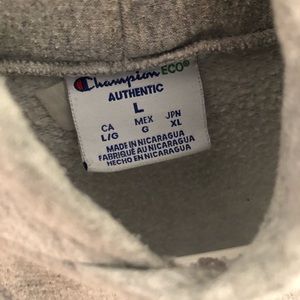 Champion ECO®
AUTHENTIC
L
CA MEX JPN
L/G G XL
MADE IN NICARAGUA
FABRIQUÉ AU NICARAGUA
HECHO EN NICARAGUA